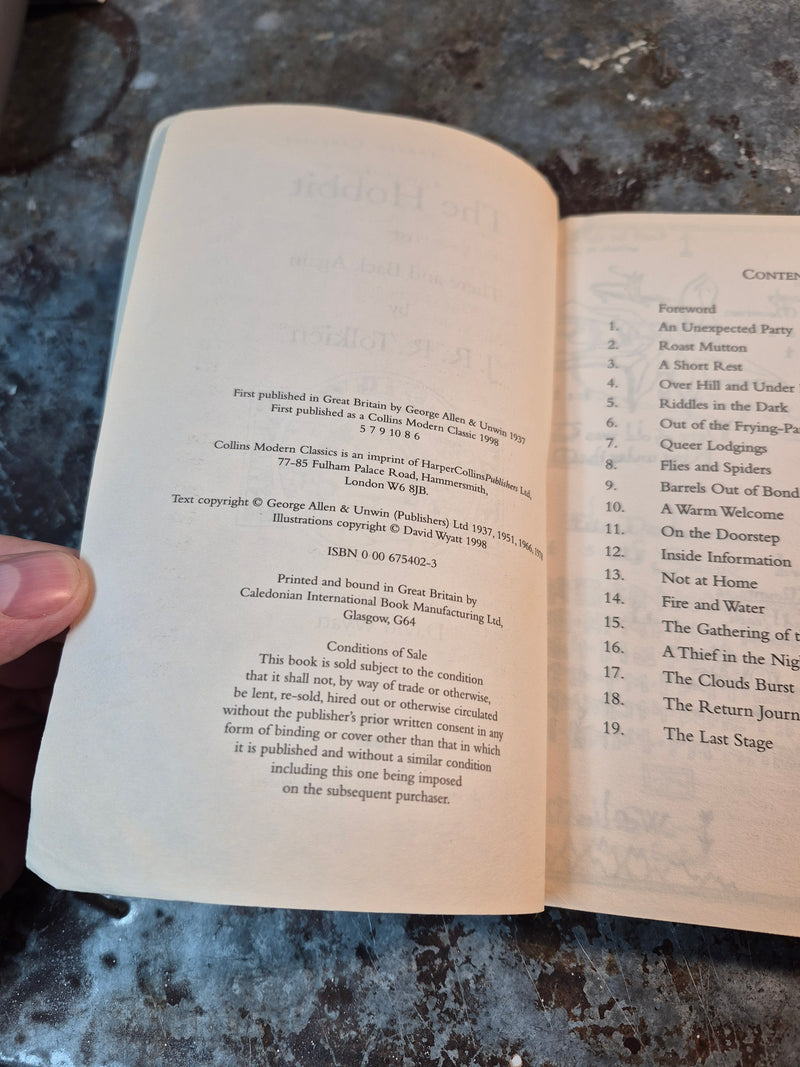 First published in Great Britain by George Allen & Unwin 1937
First published as a Collins Modern Classic 1998
5 7 9 10 8 6
Collins Modern Classics is an imprint of HarperCollinsPublishers Ltd,
77-85 Fulham Palace Road, Hammersmith,
London W6 8JB.
Text copyright © George Allen & Unwin (Publishers) Ltd 1937, 1951, 1966, 1978
Illustrations copyright © David Wyatt 1998
ISBN 0 00 675402-3
Printed and bound in Great Britain by
Caledonian International Book Manufacturing Ltd,
Glasgow, G64
Conditions of Sale
This book is sold subject to the condition
that it shall not, by way of trade or otherwise,
be lent, re-sold, hired out or otherwise circulated
without the publisher's prior written consent in any
form of binding or cover other than that in which
it is published and without a similar condition
including this one being imposed
on the subsequent purchaser.
The Hobbit
or
There and Back Again
by
J. R. R. Tolkien
CONTEN
Foreword
1. An Unexpected Party
2. Roast Mutton
3. A Short Rest
4. Over Hill and Under
5. Riddles in the Dark
6. Out of the Frying-Pa
7. Queer Lodgings
8. Flies and Spiders
9. Barrels Out of Bond
10. A Warm Welcome
11. On the Doorstep
12. Inside Information
13. Not at Home
14. Fire and Water
15. The Gathering of t
16. A Thief in the Nig
17. The Clouds Burst
18. The Return Journ
19. The Last Stage